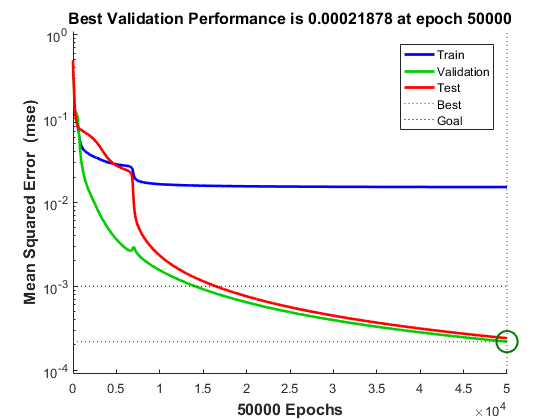 Best Validation Performance is 0.00021878 at epoch 50000
Mean Squared Error (mse)
10^0
10^-1
10^-2
10^-3
10^-4
Train
Validation
Test
Best
Goal
0 0.5 1 1.5 2 2.5 3 3.5 4 4.5 5
×10^4
50000 Epochs